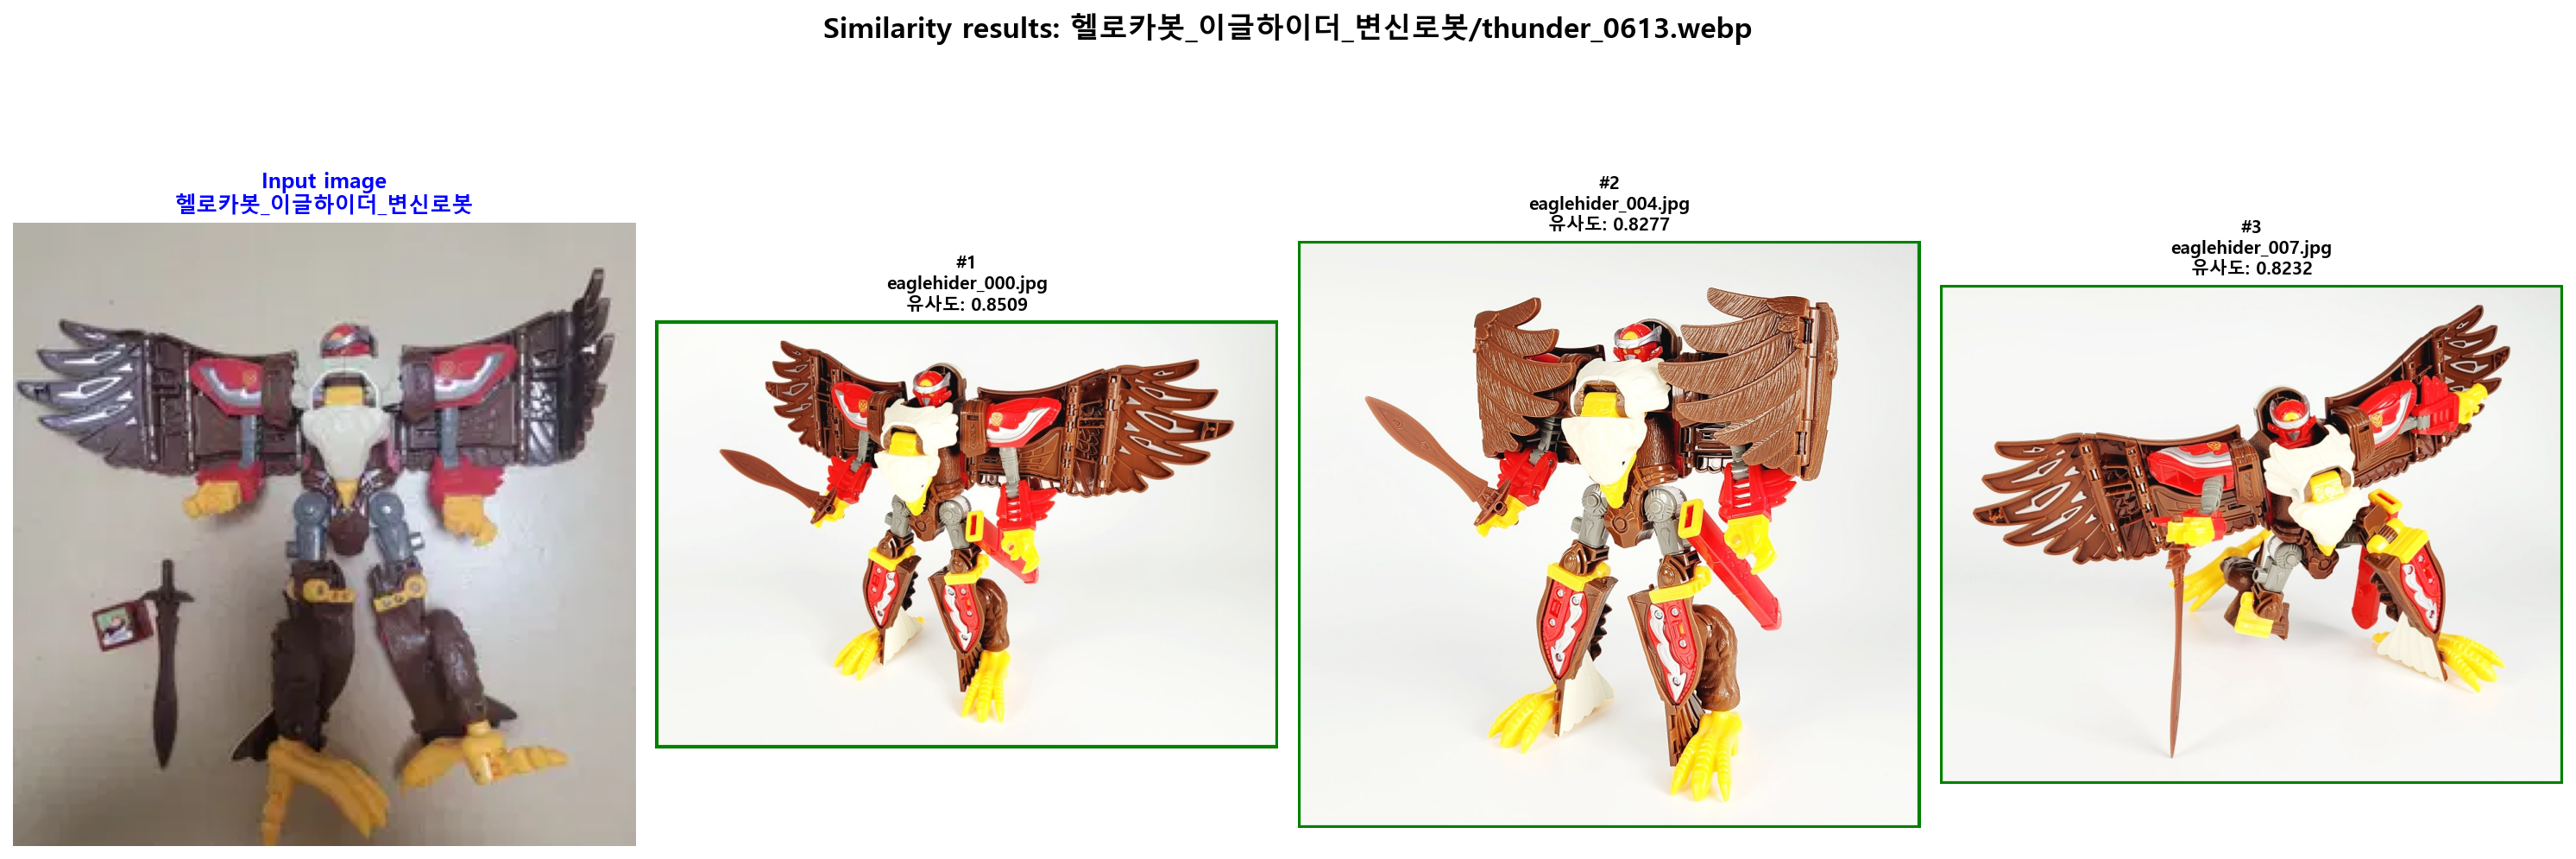 Similarity results: 헬로카봇_이글하이더_변신로봇/thunder_0613.webp
Input image
헬로카봇_이글하이더_변신로봇
#1
eaglehider_000.jpg
유사도: 0.8509
#2
eaglehider_004.jpg
유사도: 0.8277
#3
eaglehider_007.jpg
유사도: 0.8232